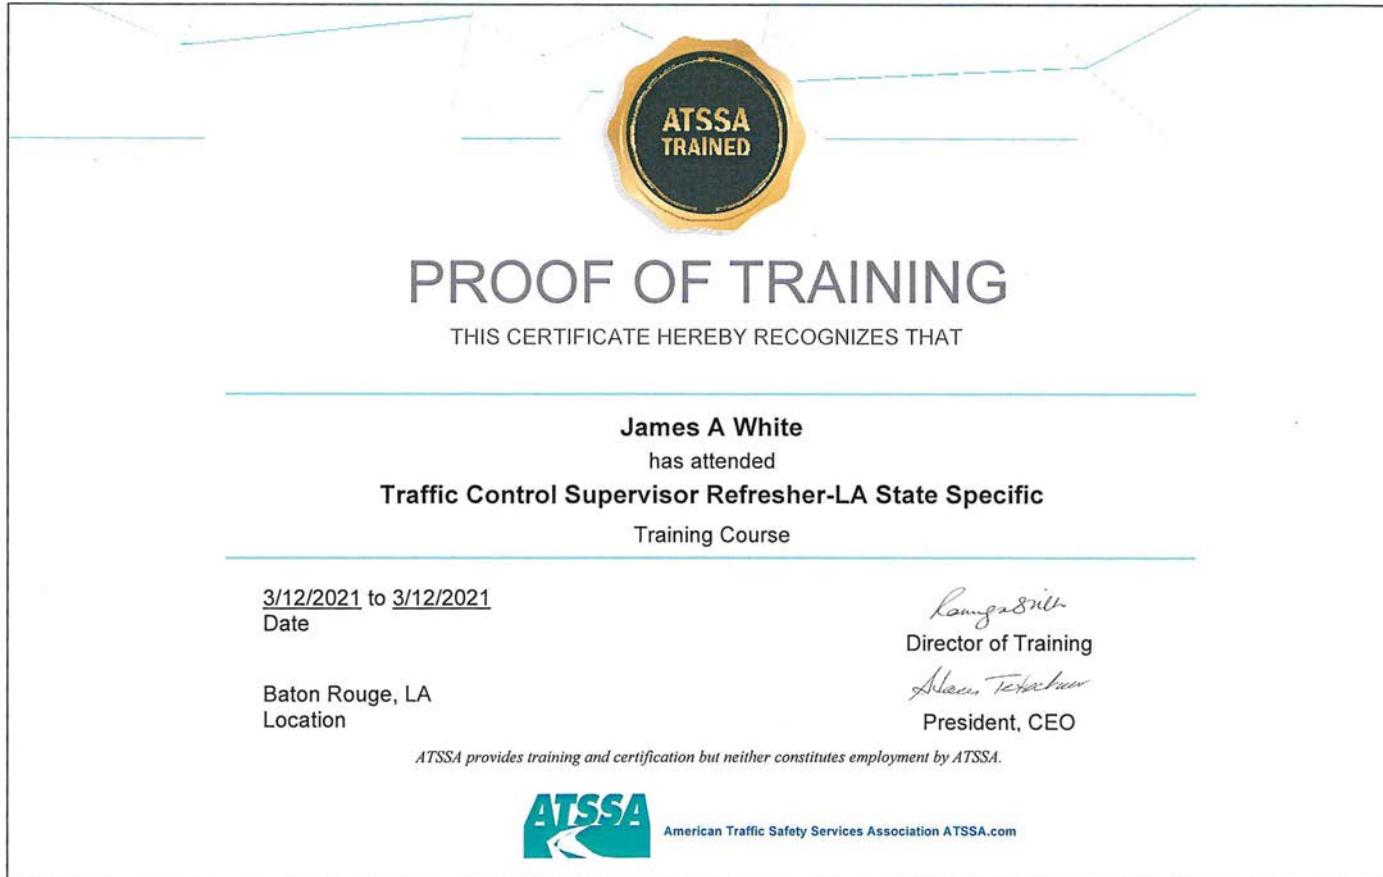 ATSSA
TRAINED
PROOF OF TRAINING
THIS CERTIFICATE HEREBY RECOGNIZES THAT
James A White
has attended
Traffic Control Supervisor Refresher-LA State Specific
Training Course
3/12/2021 to 3/12/2021
Date
Director of Training
Baton Rouge, LA
Location
President, CEO
ATSSA provides training and certification but neither constitutes employment by ATSSA.
ATSSA
American Traffic Safety Services Association ATSSA.com